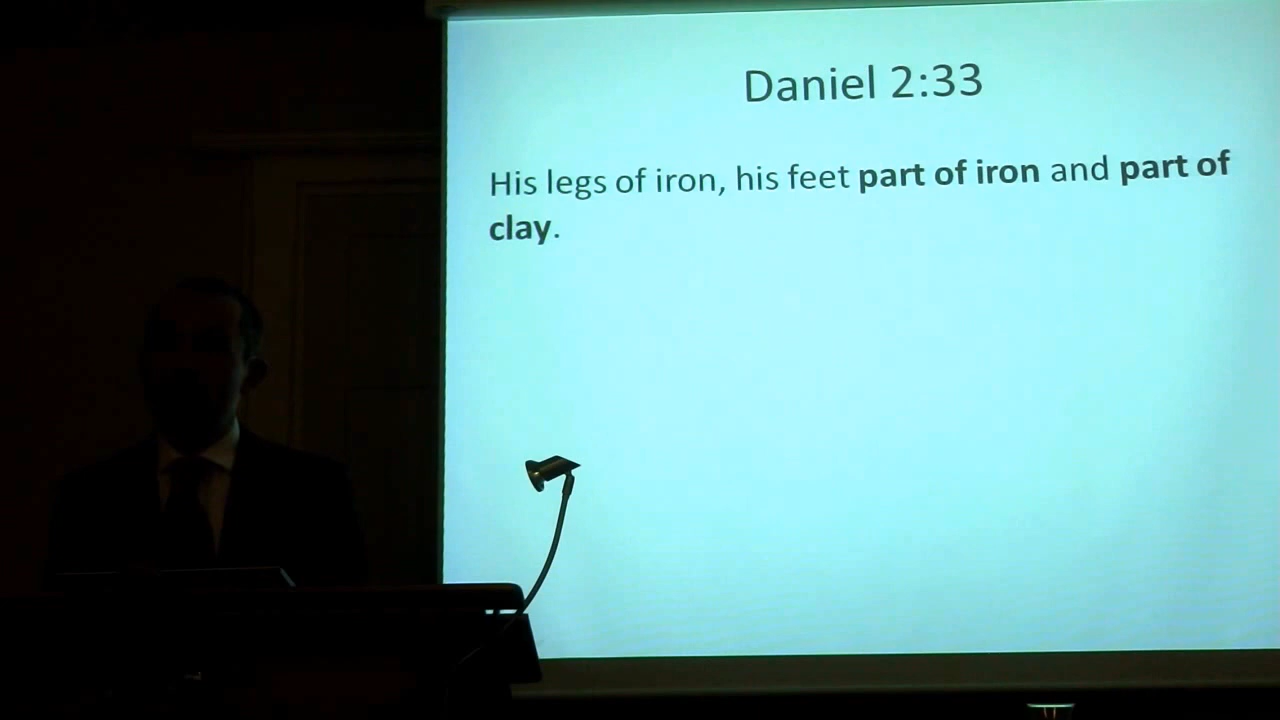 Daniel 2:33
His legs of iron, his feet part of iron and part of
clay.